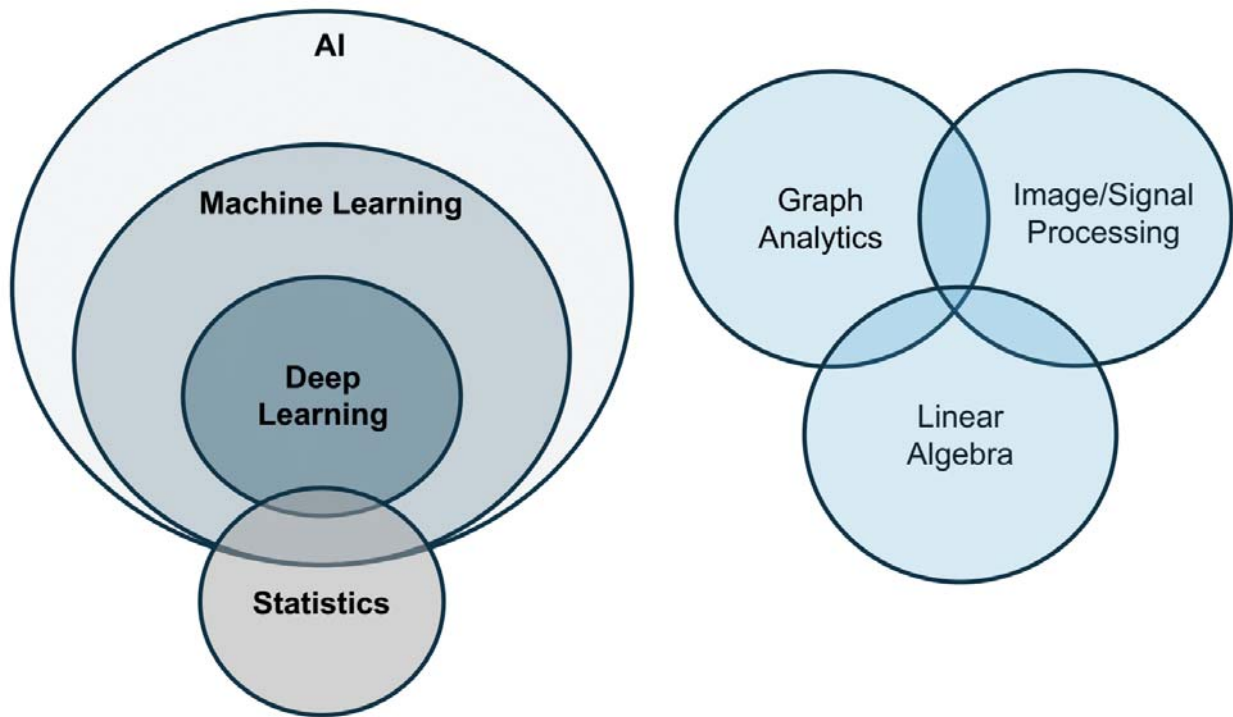 AI
Machine Learning
Deep
Learning
Statistics
Graph
Analytics
Image/Signal
Processing
Linear
Algebra